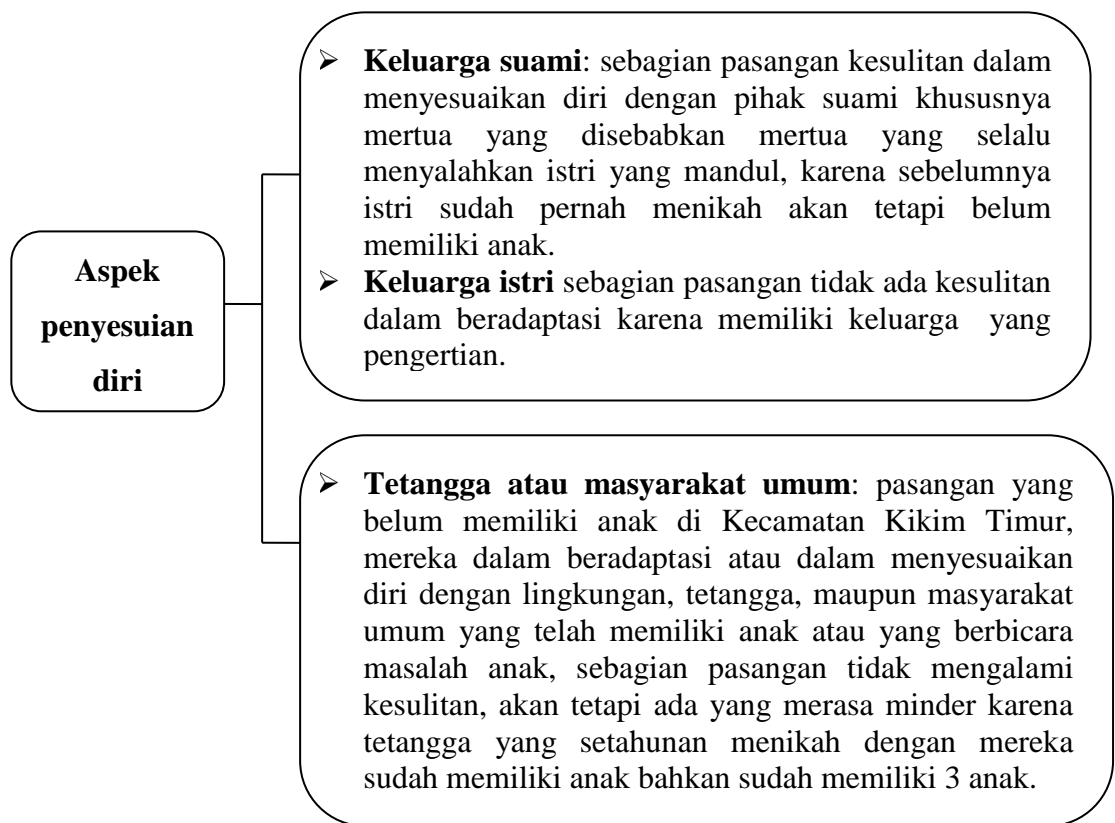 ➢ Keluarga suami: sebagian pasangan kesulitan dalam
menyesuaikan diri dengan pihak suami khususnya
mertua yang disebabkan mertua yang selalu
menyalahkan istri yang mandul, karena sebelumnya
istri sudah pernah menikah akan tetapi belum
memiliki anak.
➢ Keluarga istri sebagian pasangan tidak ada kesulitan
dalam beradaptasi karena memiliki keluarga yang
pengertian.
Aspek
penyesuian
diri
➢ Tetangga atau masyarakat umum: pasangan yang
belum memiliki anak di Kecamatan Kikim Timur,
mereka dalam beradaptasi atau dalam menyesuaikan
diri dengan lingkungan, tetangga, maupun masyarakat
umum yang telah memiliki anak atau yang berbicara
masalah anak, sebagian pasangan tidak mengalami
kesulitan, akan tetapi ada yang merasa minder karena
tetangga yang setahunan menikah dengan mereka
sudah memiliki anak bahkan sudah memiliki 3 anak.